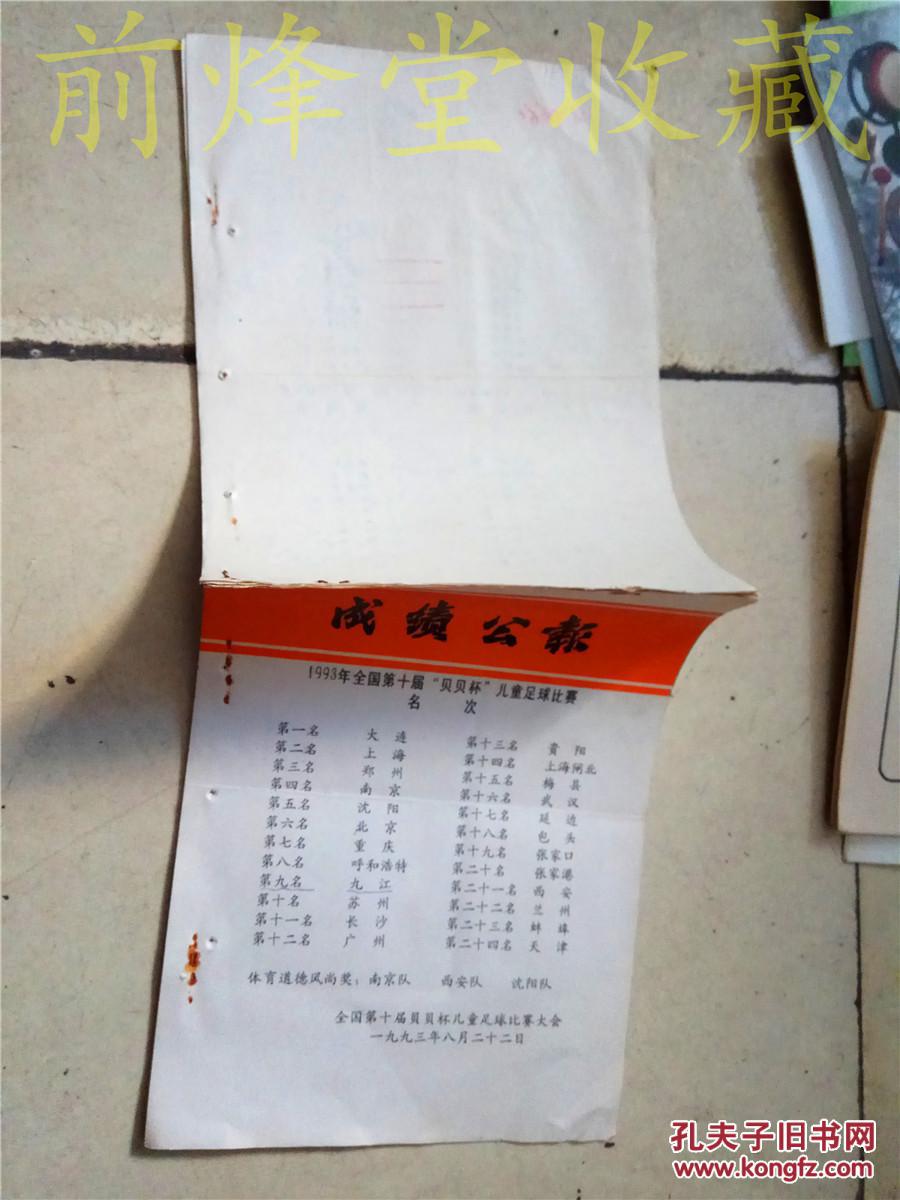 前烽堂收藏
成绩公报
1993年全国第十届“贝贝杯”儿童足球比赛
名 次
第一名 大 连
第二名 上 海
第三名 郑 州
第四名 南 京
第五名 沈 阳
第六名 北 京
第七名 重 庆
第八名 呼和浩特
第九名 九 江
第十名 苏 州
第十一名 长 沙
第十二名 广 州
第十三名 贵 阳
第十四名 上海闸北
第十五名 梅 县
第十六名 武 汉
第十七名 延 边
第十八名 包 头
第十九名 张家口
第二十名 张家港
第二十一名 西 安
第二十二名 兰 州
第二十三名 蚌 埠
第二十四名 天 津
体育道德风尚奖：南京队 西安队 沈阳队
全国第十届贝贝杯儿童足球比赛大会
一九九三年八月二十二日
孔夫子旧书网
www.kongfz.com